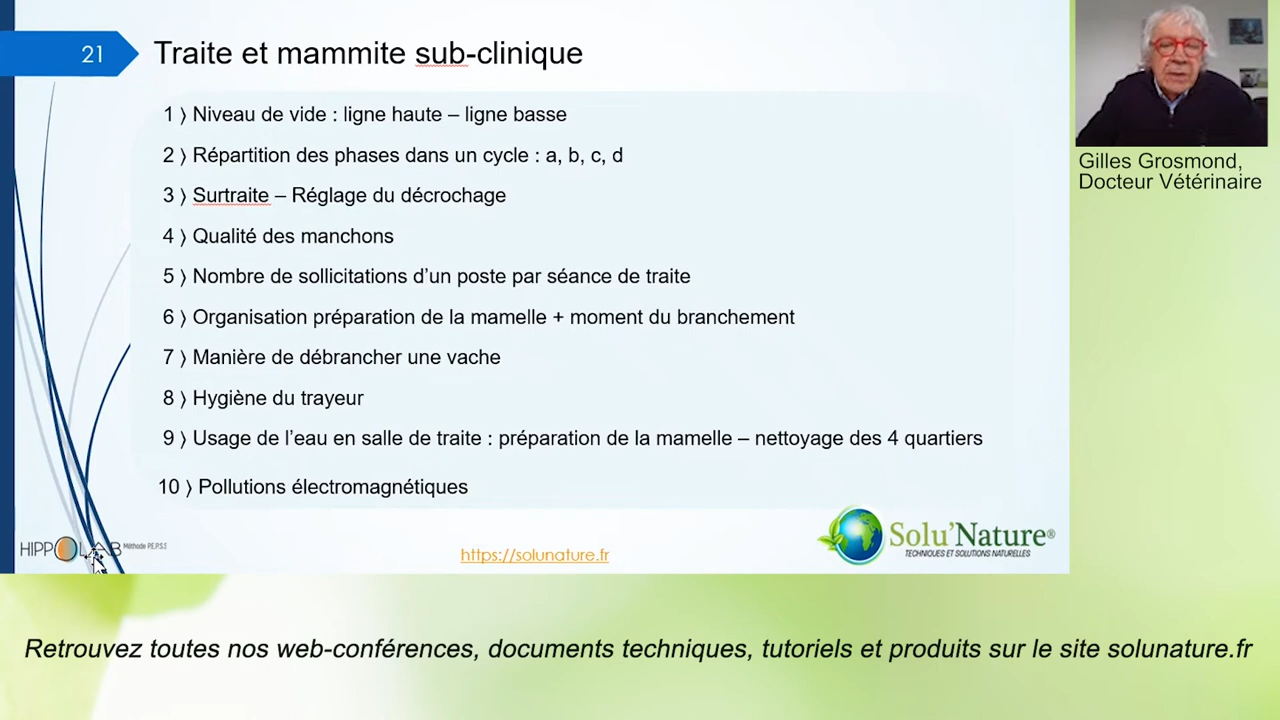 21
Traite et mammite sub-clinique
1 ⟩ Niveau de vide : ligne haute – ligne basse
2 ⟩ Répartition des phases dans un cycle : a, b, c, d
3 ⟩ Surtraite – Réglage du décrochage
4 ⟩ Qualité des manchons
5 ⟩ Nombre de sollicitations d’un poste par séance de traite
6 ⟩ Organisation préparation de la mamelle + moment du branchement
7 ⟩ Manière de débrancher une vache
8 ⟩ Hygiène du trayeur
9 ⟩ Usage de l’eau en salle de traite : préparation de la mamelle – nettoyage des 4 quartiers
10 ⟩ Pollutions électromagnétiques
HIPPOLAB Méthode P.E.P.S.S
https://solunature.fr
Solu’Nature®
TECHNIQUES ET SOLUTIONS NATURELLES
Gilles Grosmond,
Docteur Vétérinaire
Retrouvez toutes nos web-conférences, documents techniques, tutoriels et produits sur le site solunature.fr